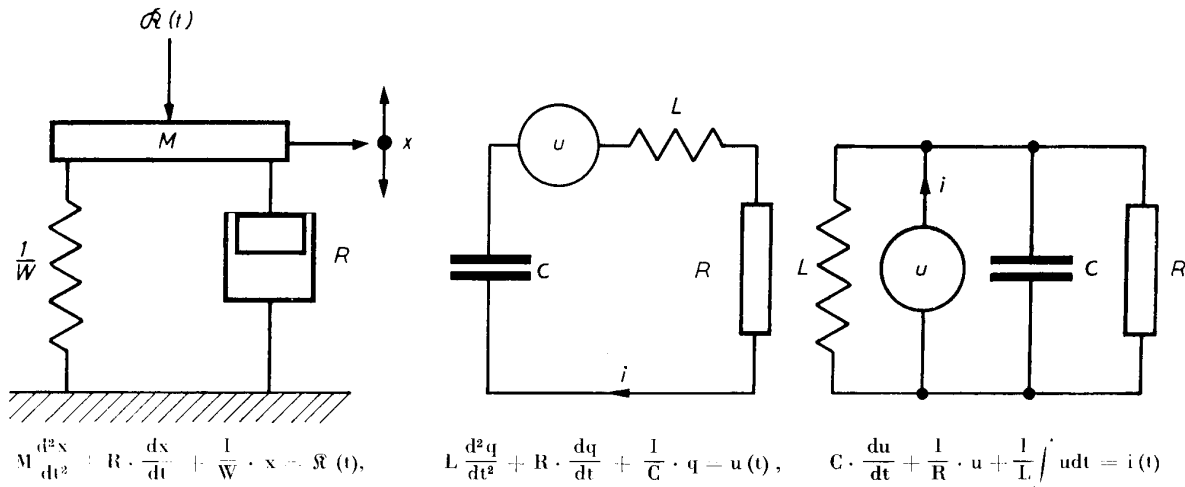 𝔎 (t)
M
x
1/W
R
u
L
C
R
i
L
i
u
C
R
M d²x/dt² + R · dx/dt + 1/W · x = 𝔎 (t),
L d²q/dt² + R · dq/dt + 1/C · q = u (t) ,
C · du/dt + 1/R · u + 1/L ∫ udt = i (t)